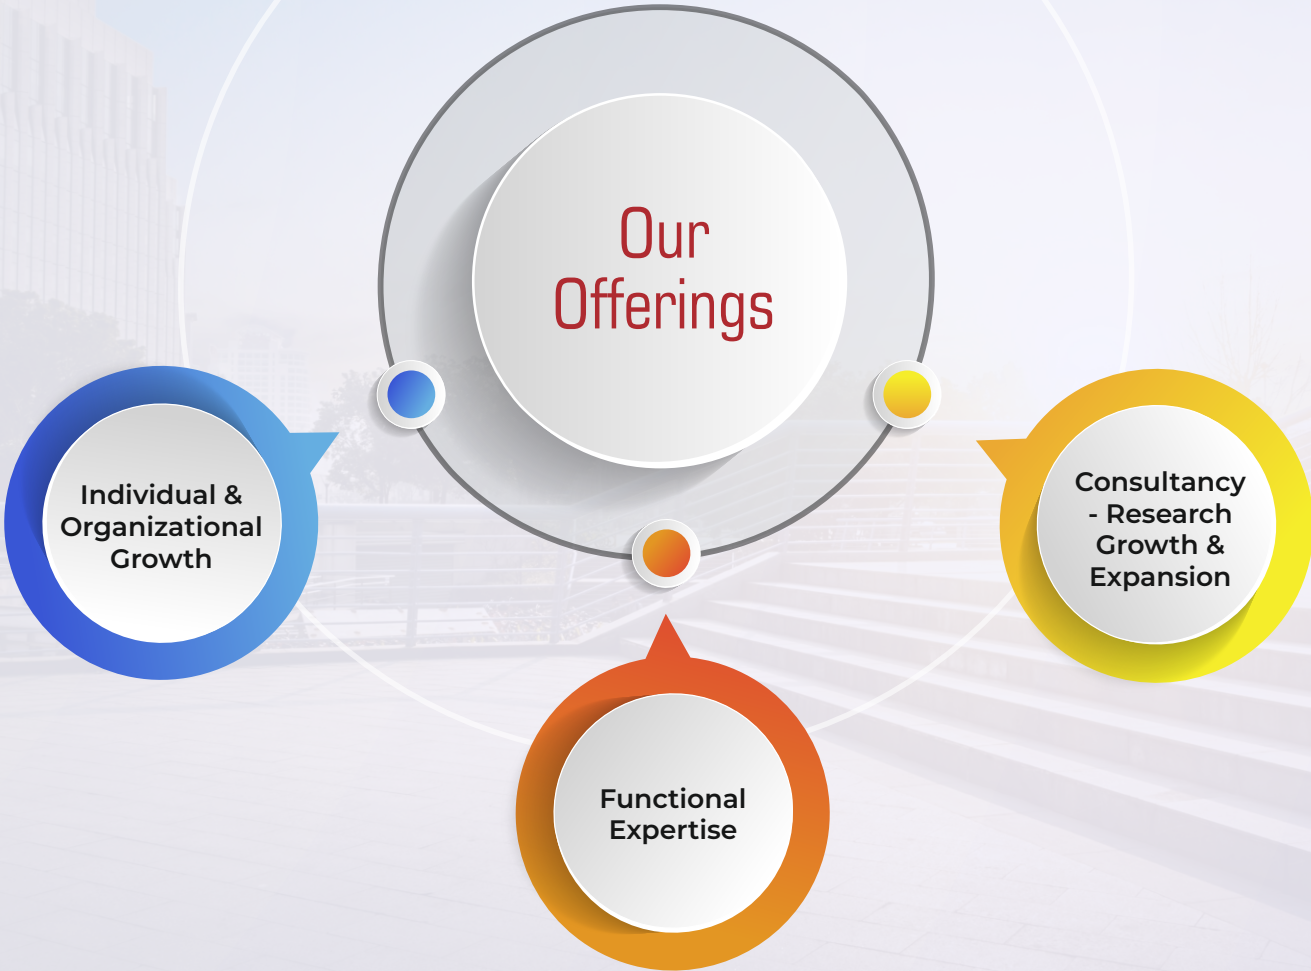 Our
Offerings
Individual &
Organizational
Growth
Consultancy
- Research
Growth &
Expansion
Functional
Expertise